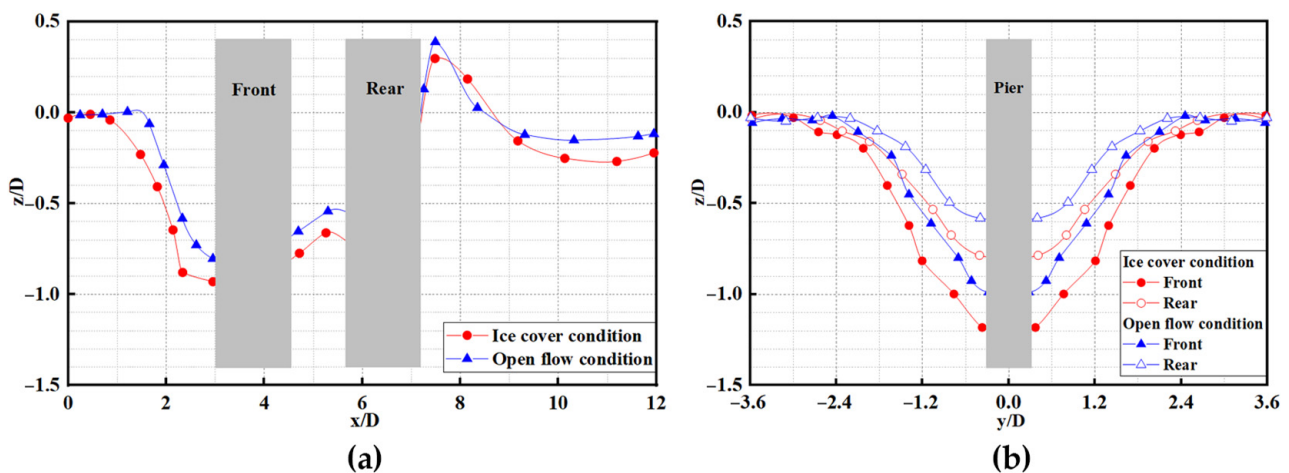 0.5
0.0
−0.5
−1.0
−1.5
z/D
0 2 4 6 8 10 12
x/D
Front
Rear
Ice cover condition
Open flow condition
(a)
0.5
0.0
−0.5
−1.0
−1.5
z/D
−3.6 −2.4 −1.2 0.0 1.2 2.4 3.6
y/D
Pier
Ice cover condition
Front
Rear
Open flow condition
Front
Rear
(b)